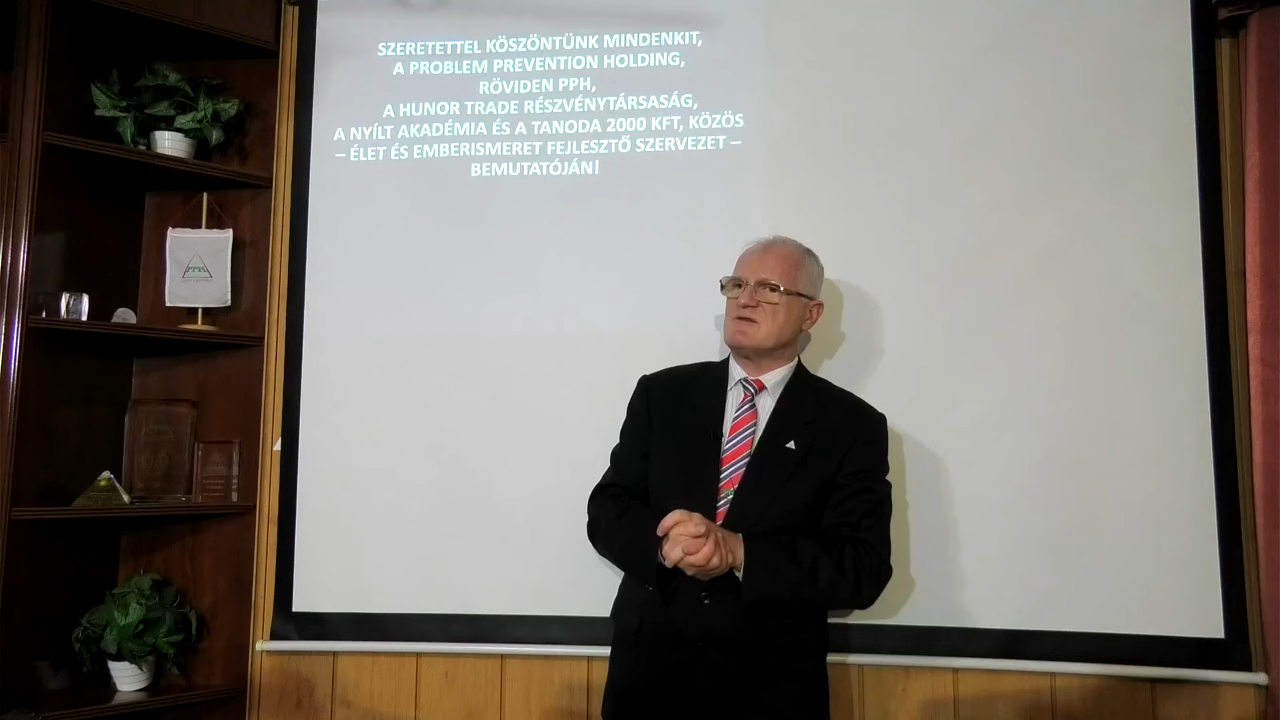 SZERETETTEL KÖSZÖNTÜNK MINDENKIT,
A PROBLEM PREVENTION HOLDING,
RÖVIDEN PPH,
A HUNOR TRADE RÉSZVÉNYTÁRSASÁG,
A NYÍLT AKADÉMIA ÉS A TANODA 2000 KFT, KÖZÖS
– ÉLET ÉS EMBERISMERET FEJLESZTŐ SZERVEZET –
BEMUTATÓJÁN!